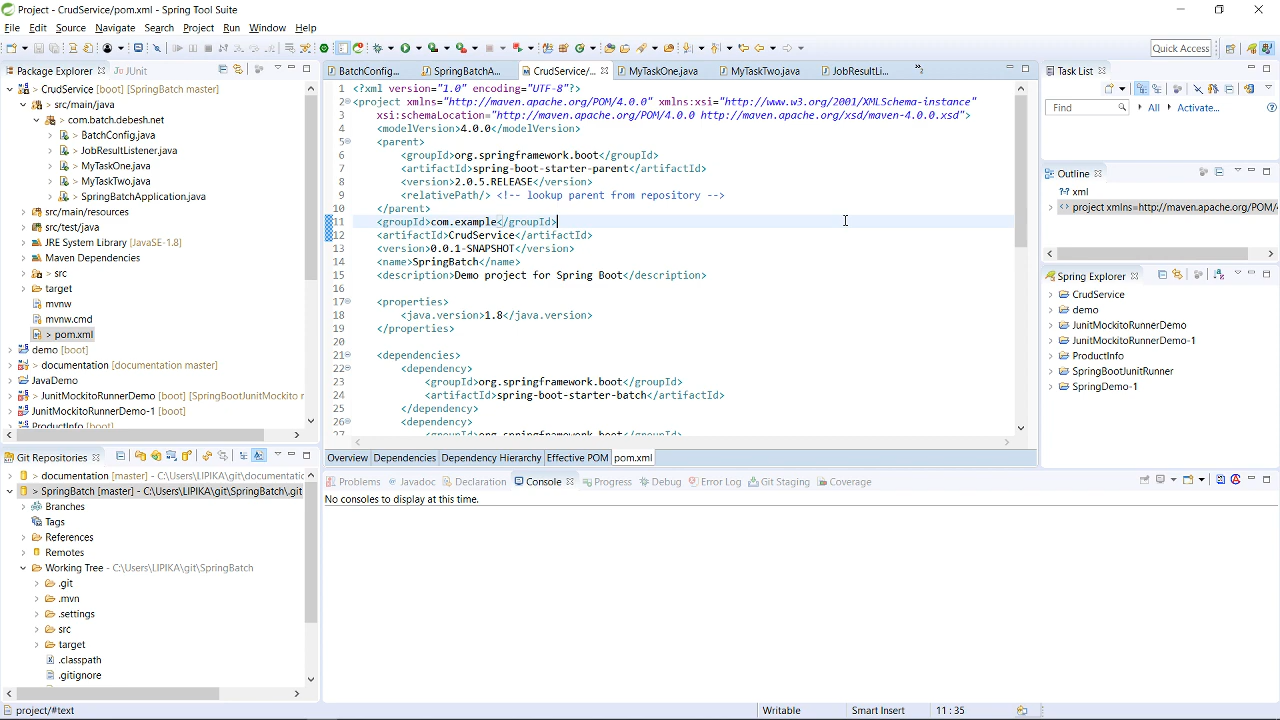 Project - CrudService/pom.xml - Spring Tool Suite
File Edit Source Navigate Search Project Run Window Help
Quick Access
Package Explorer JUnit
CrudService [boot] [SpringBatch master]
src/main/java
com.batch.debesh.net
BatchConfig.java
JobResultListener.java
MyTaskOne.java
MyTaskTwo.java
SpringBatchApplication.java
src/main/resources
src/test/java
JRE System Library [JavaSE-1.8]
Maven Dependencies
> src
target
mvnw
mvnw.cmd
> pom.xml
demo [boot]
> documentation [documentation master]
JavaDemo
> JunitMockitoRunnerDemo [boot] [SpringBootJunitMockito r
JunitMockitoRunnerDemo-1 [boot]
ProductInfo [boot]
BatchConfig... SpringBatchA... CrudService/... MyTaskOne.java MyTaskTwo.java JobResultLi... »2
1 <?xml version="1.0" encoding="UTF-8"?>
2 <project xmlns="http://maven.apache.org/POM/4.0.0" xmlns:xsi="http://www.w3.org/2001/XMLSchema-instance"
3 xsi:schemaLocation="http://maven.apache.org/POM/4.0.0 http://maven.apache.org/xsd/maven-4.0.0.xsd">
4 <modelVersion>4.0.0</modelVersion>
5 <parent>
6 <groupId>org.springframework.boot</groupId>
7 <artifactId>spring-boot-starter-parent</artifactId>
8 <version>2.0.5.RELEASE</version>
9 <relativePath/> <!-- lookup parent from repository -->
10 </parent>
11 <groupId>com.example</groupId>
12 <artifactId>CrudService</artifactId>
13 <version>0.0.1-SNAPSHOT</version>
14 <name>SpringBatch</name>
15 <description>Demo project for Spring Boot</description>
16
17 <properties>
18 <java.version>1.8</java.version>
19 </properties>
20
21 <dependencies>
22 <dependency>
23 <groupId>org.springframework.boot</groupId>
24 <artifactId>spring-boot-starter-batch</artifactId>
25 </dependency>
26 <dependency>
27 <groupId>org.springframework.boot</groupId>
Overview Dependencies Dependency Hierarchy Effective POM pom.xml
Task List
Find All Activate...
Outline
xml
project xmlns=http://maven.apache.org/POM/4
Spring Explorer
CrudService
demo
JunitMockitoRunnerDemo
JunitMockitoRunnerDemo-1
ProductInfo
SpringBootJunitRunner
SpringDemo-1
Git Repositories
> documentation [master] - C:\Users\LIPIKA\git\documentatic
> SpringBatch [master] - C:\Users\LIPIKA\git\SpringBatch\.git
Branches
Tags
References
Remotes
Working Tree - C:\Users\LIPIKA\git\SpringBatch
.git
.mvn
.settings
src
target
.classpath
.gitignore
Problems Javadoc Declaration Console Progress Debug Error Log Git Staging Coverage
No consoles to display at this time.
project/#text Writable Smart Insert 11 : 35